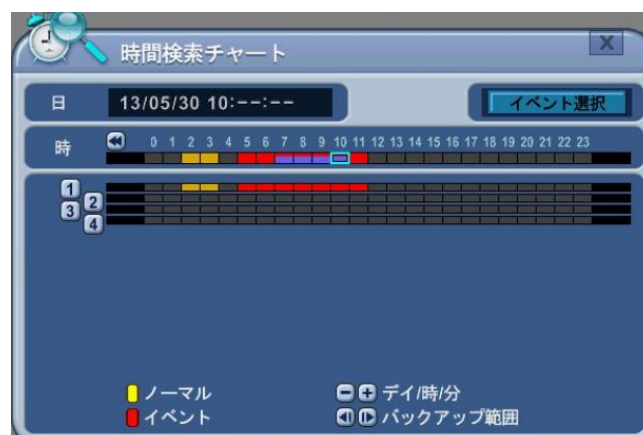 時間検索チャート X
日 13/05/30 10:--:-- イベント選択
時 0 1 2 3 4 5 6 7 8 9 10 11 12 13 14 15 16 17 18 19 20 21 22 23
1
2
3
4
ノーマル デイ/時/分
イベント バックアップ範囲